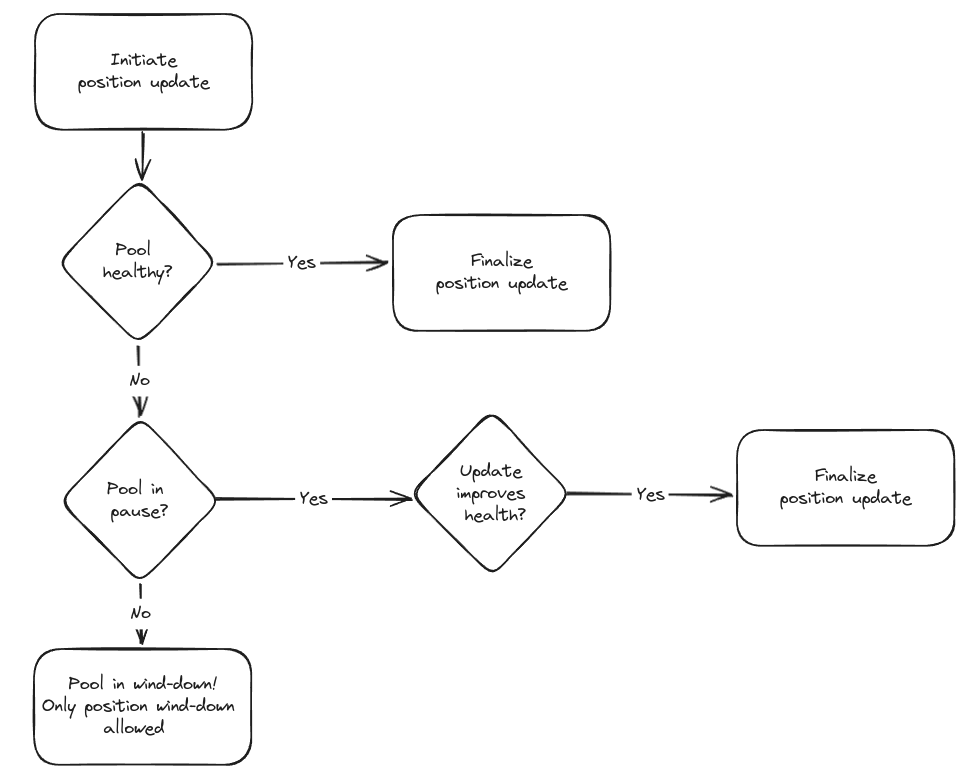 Initiate
position update
Pool
healthy?
Yes
Finalize
position update
No
Pool in
pause?
Yes
Update
improves
health?
Yes
Finalize
position update
No
Pool in wind-down!
Only position wind-down
allowed